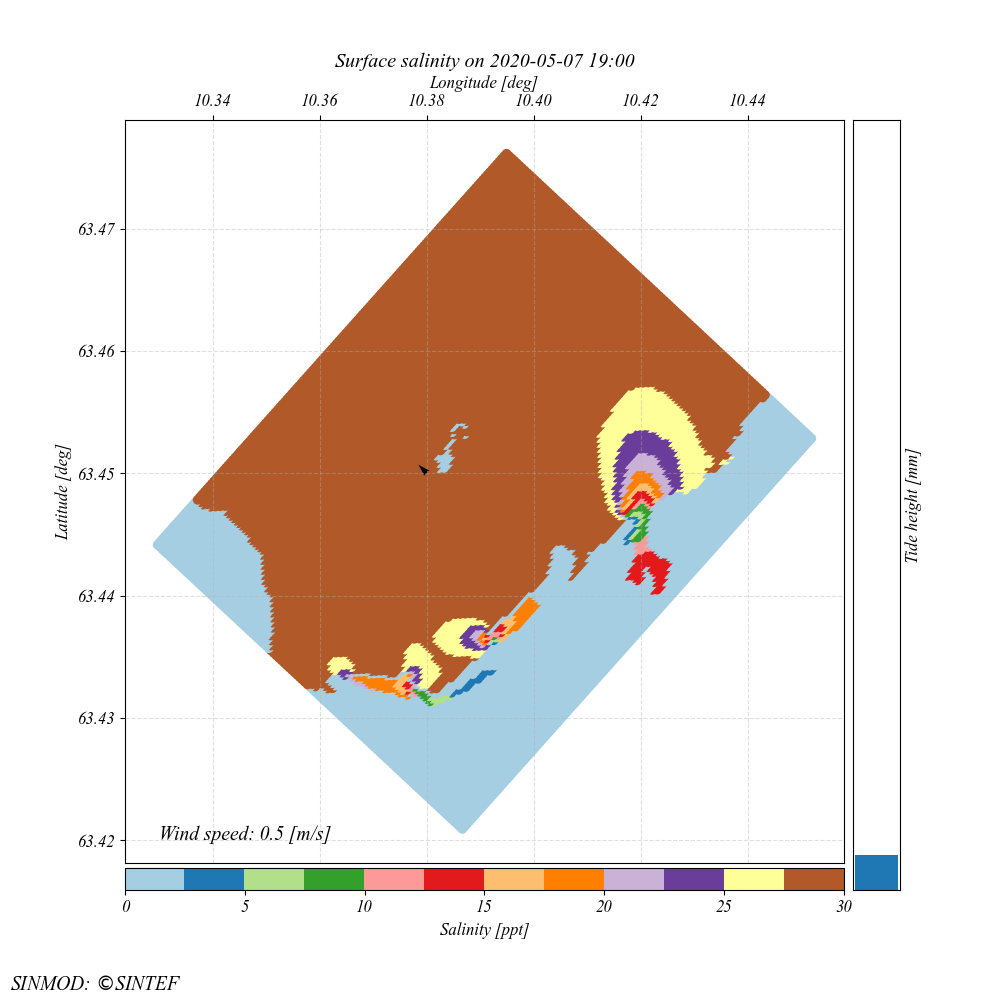 Surface salinity on 2020-05-07 19:00
Longitude [deg]
10.34 10.36 10.38 10.40 10.42 10.44
63.47
63.46
63.45
63.44
63.43
63.42
Latitude [deg]
Tide height [mm]
Wind speed: 0.5 [m/s]
0 5 10 15 20 25 30
Salinity [ppt]
SINMOD: ©SINTEF